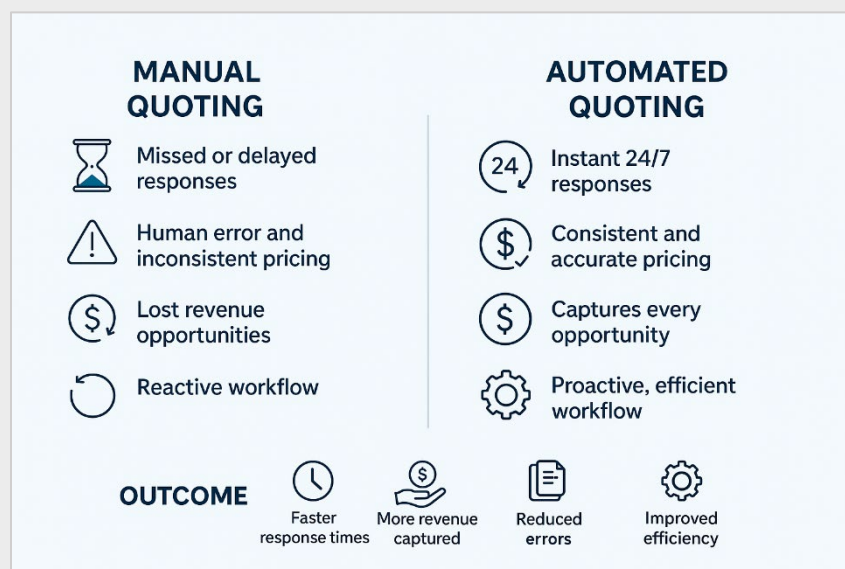 MANUAL
QUOTING
Missed or delayed
responses
Human error and
inconsistent pricing
$
Lost revenue
opportunities
Reactive workflow
AUTOMATED
QUOTING
24
Instant 24/7
responses
$
Consistent and
accurate pricing
$
Captures every
opportunity
Proactive, efficient
workflow
OUTCOME
Faster
response times
$
More revenue
captured
Reduced
errors
Improved
efficiency